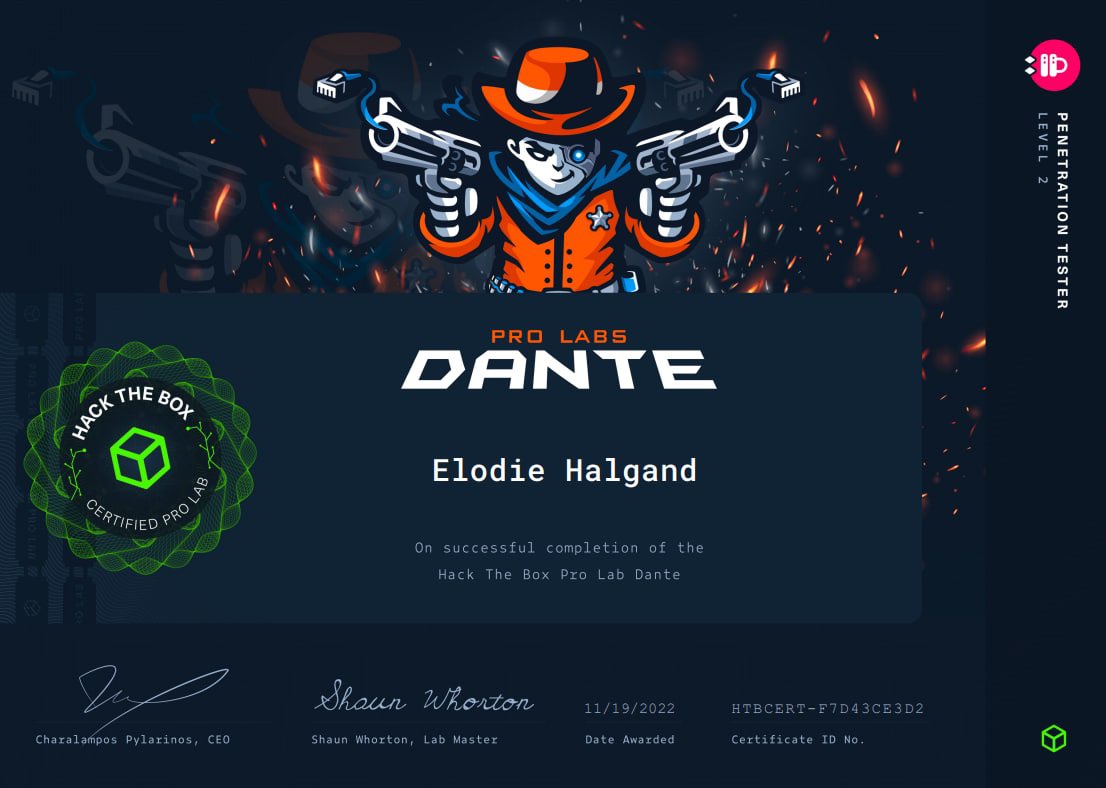 PENETRATION TESTER
LEVEL 2
PRO LABS
DANTE
HACK THE BOX
CERTIFIED PRO LAB
Elodie Halgand
On successful completion of the
Hack The Box Pro Lab Dante
Shaun Whorton
11/19/2022
HTBCERT-F7D43CE3D2
Charalampos Pylarinos, CEO
Shaun Whorton, Lab Master
Date Awarded
Certificate ID No.